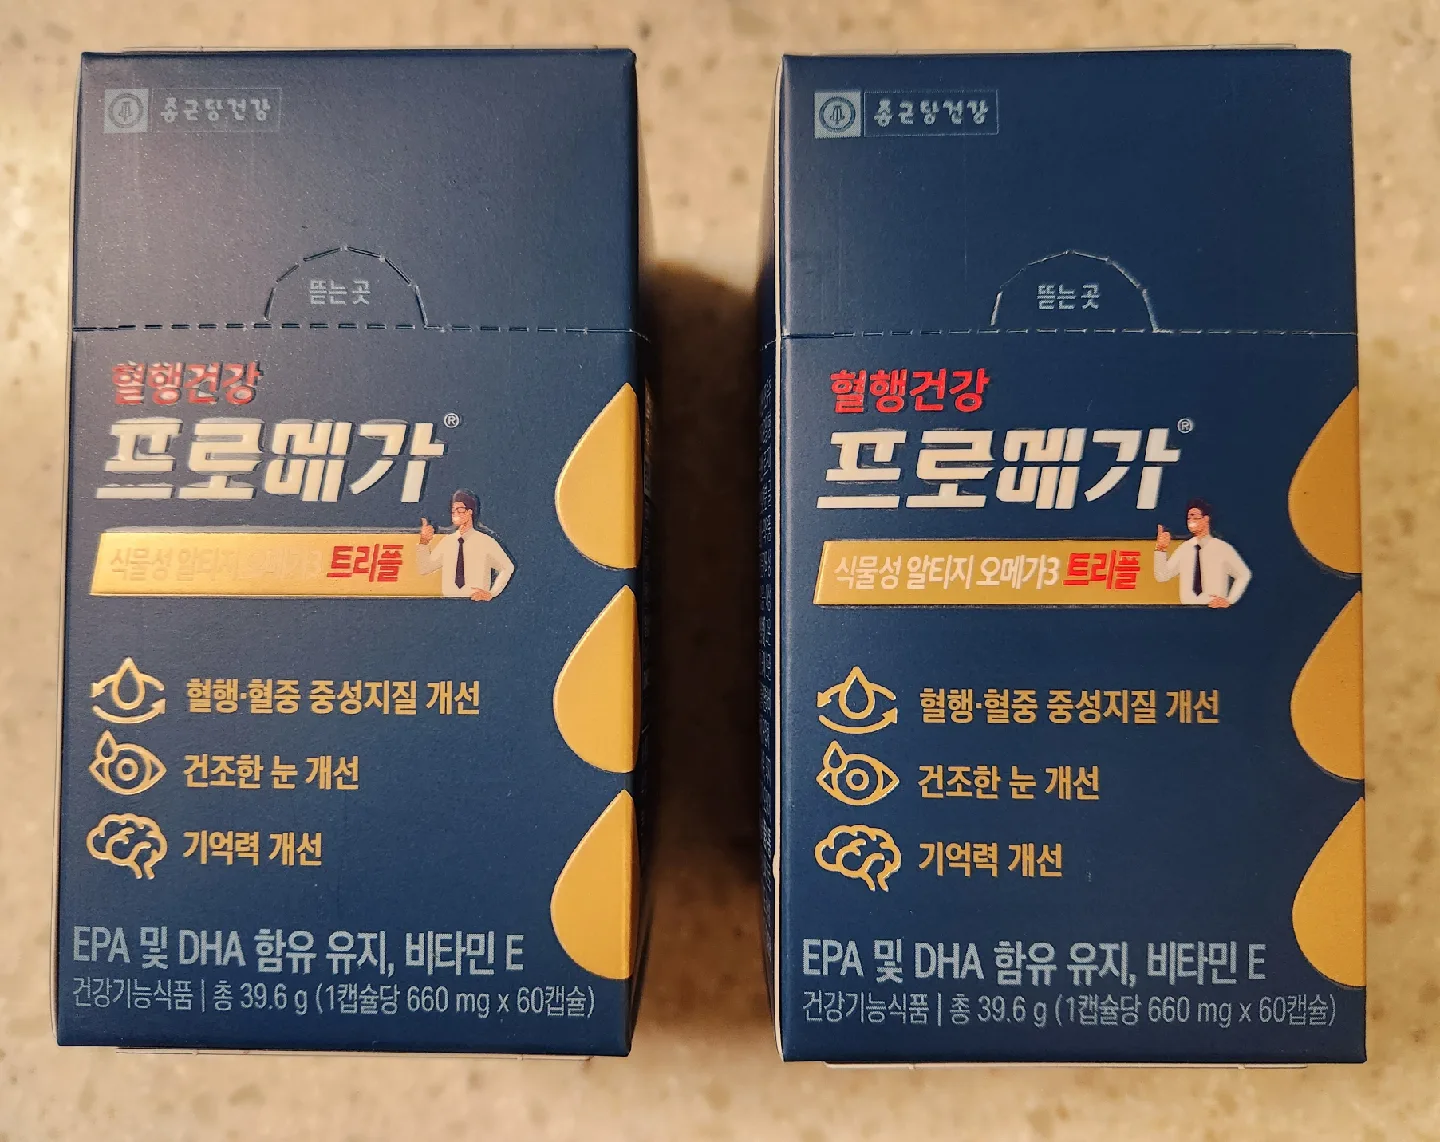 종근당건강
뜯는 곳
혈행건강
프로메가®
식물성 알티지 오메가3 트리플
혈행·혈중 중성지질 개선
건조한 눈 개선
기억력 개선
EPA 및 DHA 함유 유지, 비타민 E
건강기능식품 | 총 39.6 g (1캡슐당 660 mg x 60캡슐)
종근당건강
뜯는 곳
혈행건강
프로메가®
식물성 알티지 오메가3 트리플
혈행·혈중 중성지질 개선
건조한 눈 개선
기억력 개선
EPA 및 DHA 함유 유지, 비타민 E
건강기능식품 | 총 39.6 g (1캡슐당 660 mg x 60캡슐)